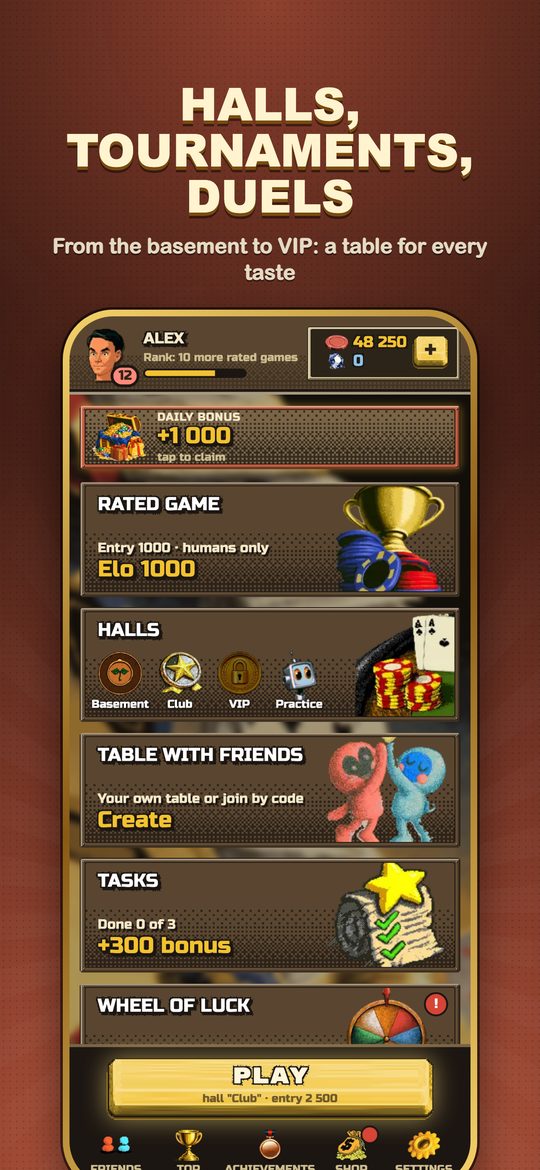 HALLS,
TOURNAMENTS,
DUELS
From the basement to VIP: a table for every
taste
ALEX
Rank: 10 more rated games
12
48 250
0
+
DAILY BONUS
+1 000
tap to claim
RATED GAME
Entry 1000 · humans only
Elo 1000
HALLS
Basement
Club
VIP
Practice
A
A
TABLE WITH FRIENDS
Your own table or join by code
Create
TASKS
Done 0 of 3
+300 bonus
WHEEL OF LUCK
!
PLAY
hall "Club" · entry 2 500
FRIENDS
TOP
ACHIEVEMENTS
SHOP
SETTINGS
$